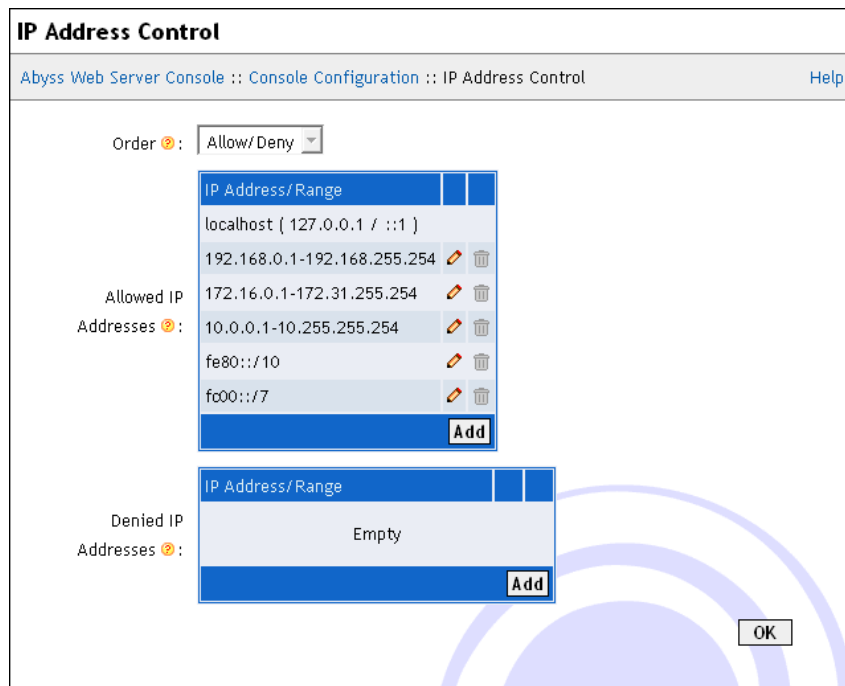 IP Address Control
Abyss Web Server Console :: Console Configuration :: IP Address Control Help
Order ?: Allow/Deny
IP Address/Range
localhost ( 127.0.0.1 / ::1 )
192.168.0.1-192.168.255.254
172.16.0.1-172.31.255.254
Allowed IP
Addresses ?:
10.0.0.1-10.255.255.254
fe80::/10
fc00::/7
Add
IP Address/Range
Denied IP
Addresses ?:
Empty
Add
OK